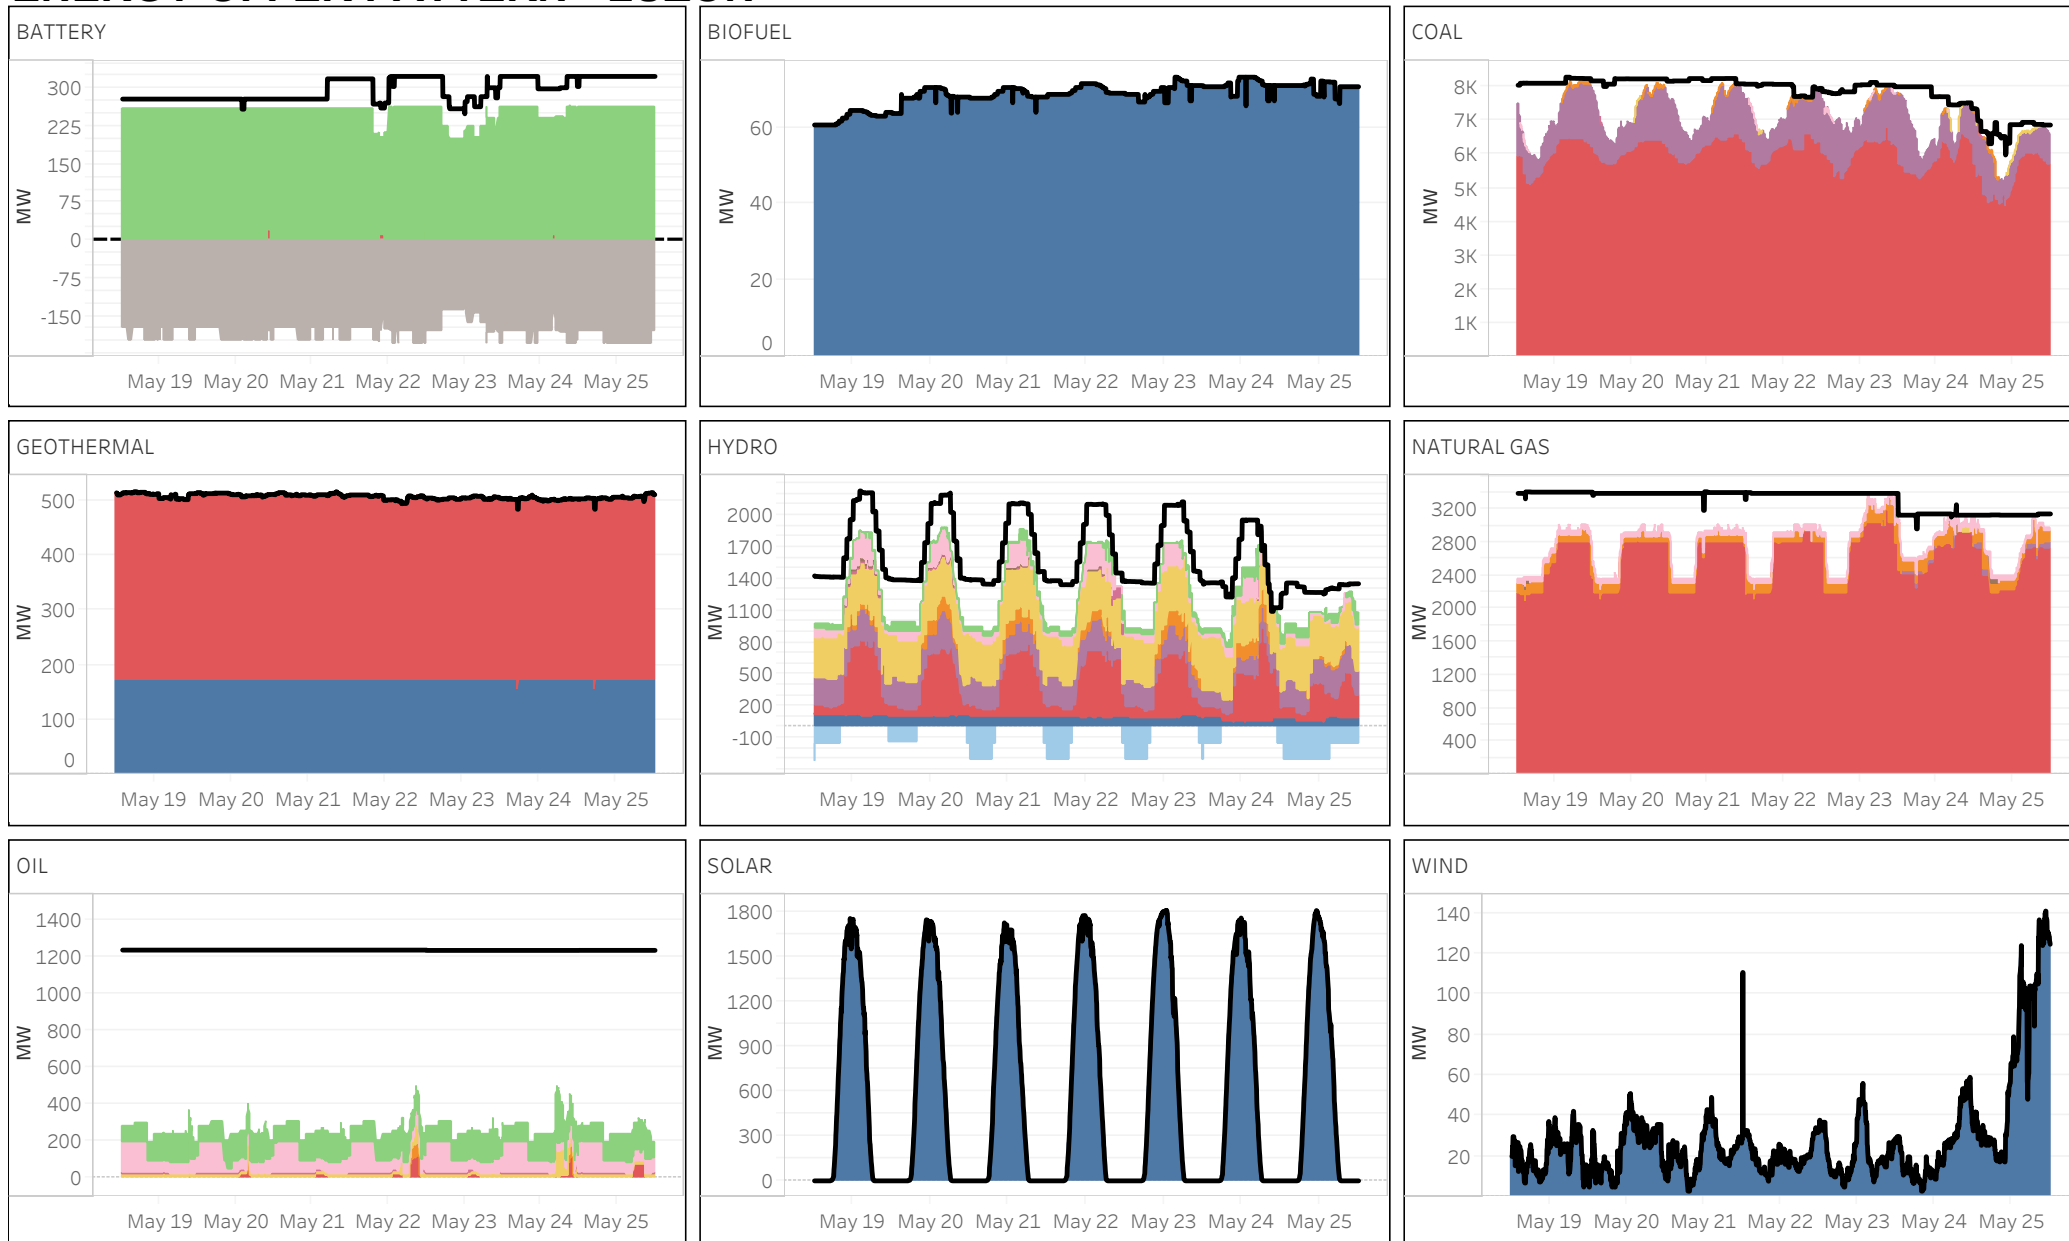 BATTERY
MW
300
225
150
75
0
-75
-150
May 19 May 20 May 21 May 22 May 23 May 24 May 25
BIOFUEL
MW
60
40
20
0
May 19 May 20 May 21 May 22 May 23 May 24 May 25
COAL
MW
8K
7K
6K
5K
4K
3K
2K
1K
May 19 May 20 May 21 May 22 May 23 May 24 May 25
GEOTHERMAL
MW
500
400
300
200
100
0
May 19 May 20 May 21 May 22 May 23 May 24 May 25
HYDRO
MW
2000
1700
1400
1100
800
500
200
-100
May 19 May 20 May 21 May 22 May 23 May 24 May 25
NATURAL GAS
MW
3200
2800
2400
2000
1600
1200
800
400
May 19 May 20 May 21 May 22 May 23 May 24 May 25
OIL
MW
1400
1200
1000
800
600
400
200
0
May 19 May 20 May 21 May 22 May 23 May 24 May 25
SOLAR
MW
1800
1500
1200
900
600
300
0
May 19 May 20 May 21 May 22 May 23 May 24 May 25
WIND
MW
140
120
100
80
60
40
20
May 19 May 20 May 21 May 22 May 23 May 24 May 25